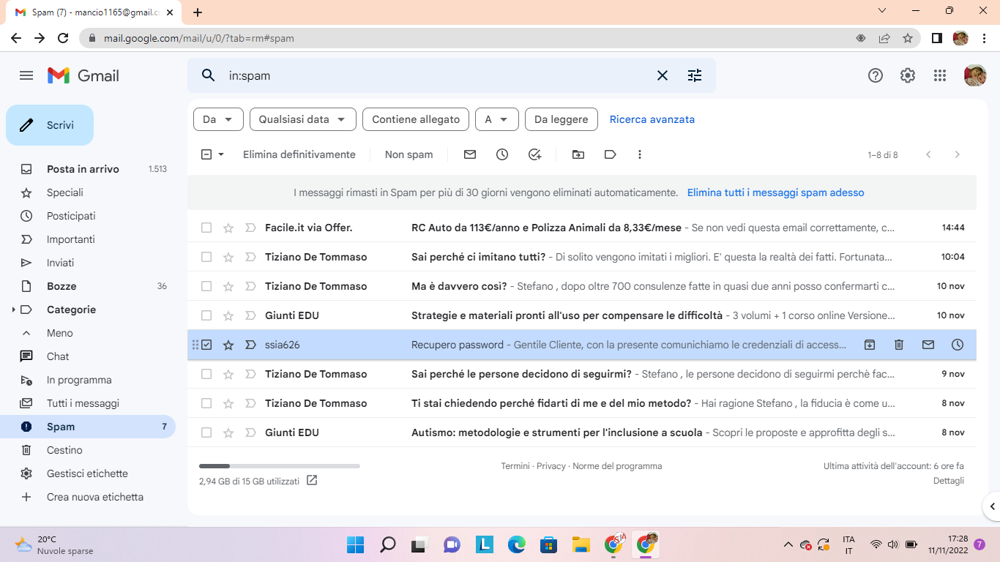 Spam (7) - mancio1165@gmail.c
mail.google.com/mail/u/0/?tab=rm#spam
Gmail
in:spam
Scrivi
Posta in arrivo 1.513
Speciali
Posticipati
Importanti
Inviati
Bozze 36
Categorie
Meno
Chat
In programma
Tutti i messaggi
Spam 7
Cestino
Gestisci etichette
Crea nuova etichetta
Da Qualsiasi data Contiene allegato A Da leggere Ricerca avanzata
Elimina definitivamente Non spam 1–8 di 8
I messaggi rimasti in Spam per più di 30 giorni vengono eliminati automaticamente. Elimina tutti i messaggi spam adesso
Facile.it via Offer. RC Auto da 113€/anno e Polizza Animali da 8,33€/mese - Se non vedi questa email correttamente, c... 14:44
Tiziano De Tommaso Sai perché ci imitano tutti? - Di solito vengono imitati i migliori. E' questa la realtà dei fatti. Fortunata... 10:04
Tiziano De Tommaso Ma è davvero così? - Stefano , dopo oltre 700 consulenze fatte in quasi due anni posso confermarti c... 10 nov
Giunti EDU Strategie e materiali pronti all'uso per compensare le difficoltà - 3 volumi + 1 corso online Versione... 10 nov
ssia626 Recupero password - Gentile Cliente, con la presente comunichiamo le credenziali di access...
Tiziano De Tommaso Sai perché le persone decidono di seguirmi? - Stefano , le persone decidono di seguirmi perchè fac... 9 nov
Tiziano De Tommaso Ti stai chiedendo perché fidarti di me e del mio metodo? - Hai ragione Stefano , la fiducia è come u... 8 nov
Giunti EDU Autismo: metodologie e strumenti per l'inclusione a scuola - Scopri le proposte e approfitta degli s... 8 nov
2,94 GB di 15 GB utilizzati
Termini · Privacy · Norme del programma
Ultima attività dell'account: 6 ore fa
Dettagli
20°C
Nuvole sparse
ITA
IT
17:28
11/11/2022
7